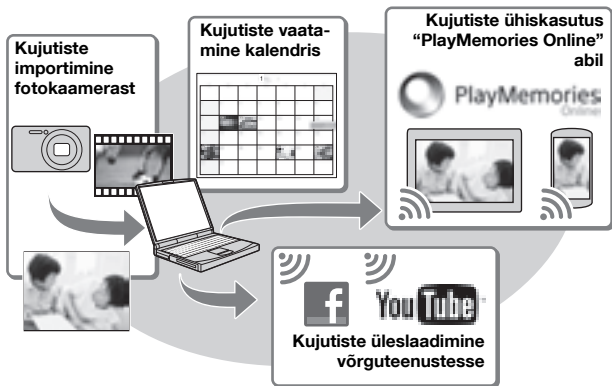 Kujutiste
importimine
fotokaamerast
Kujutiste vaata-
mine kalendris
1
Kujutiste ühiskasutus
“PlayMemories Online”
abil
PlayMemories
Online
f
You Tube
Kujutiste üleslaadimine
võrguteenustesse